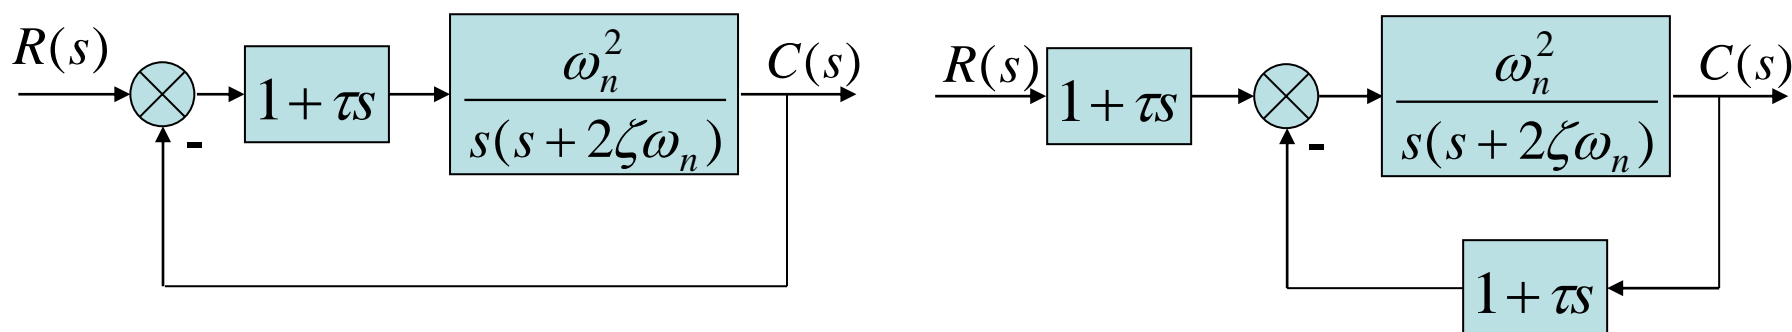 R(s)
1 + τs
ω_n^2
s(s + 2ζω_n)
C(s)
-
R(s)
1 + τs
ω_n^2
s(s + 2ζω_n)
C(s)
-
1 + τs